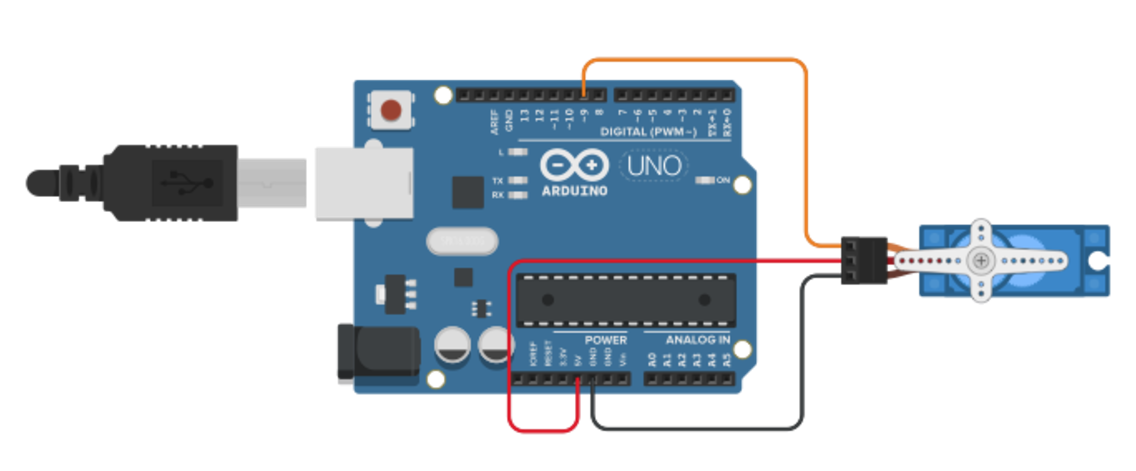 AREF
GND
13
12
~11
~10
~9
8
7
~6
~5
4
~3
2
TX→1
RX←0
DIGITAL (PWM~)
L
TX
RX
ARDUINO
UNO
ON
POWER
ANALOG IN
IOREF
RESET
3.3V
5V
GND
GND
Vin
A0
A1
A2
A3
A4
A5